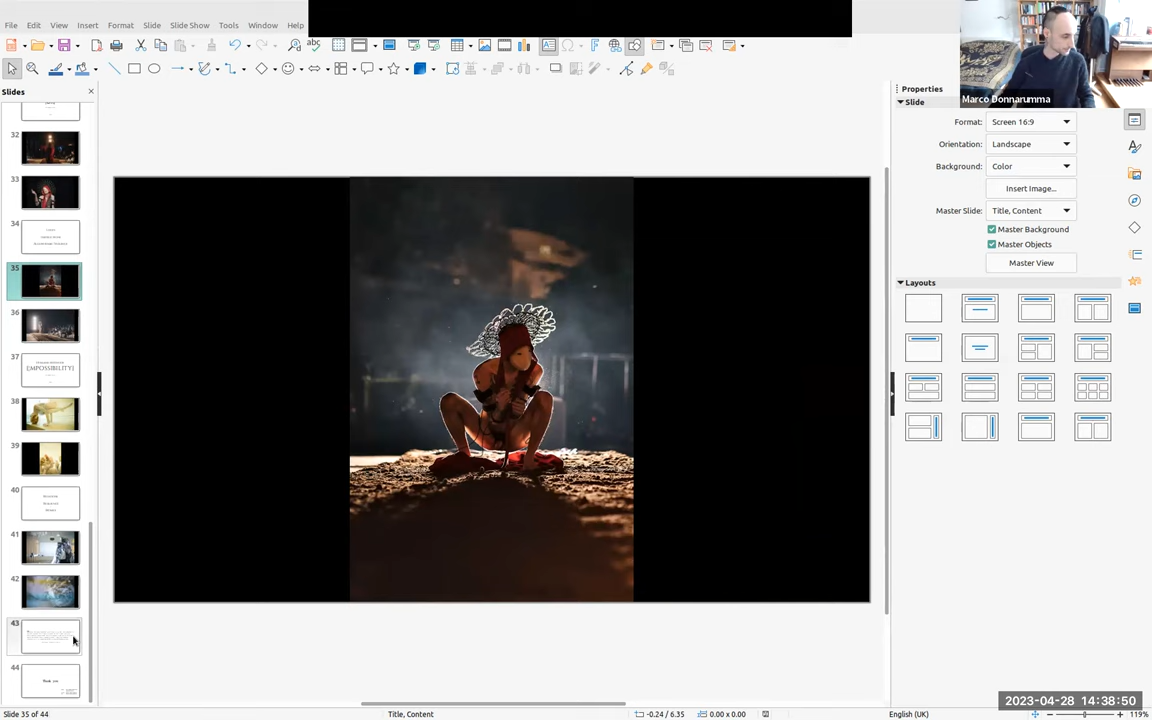 File Edit View Insert Format Slide Slide Show Tools Window Help
Marco Donnarumma
Slides
32
33
34
35
36
37
(IMPOSSIBILITY)
38
39
40
41
42
43
44
Thank you
Properties
Slide
Format: Screen 16:9
Orientation: Landscape
Background: Color
Insert Image...
Master Slide: Title, Content
Master Background
Master Objects
Master View
Layouts
2023-04-28 14:38:50
Slide 35 of 44
Title, Content
-0.24 / 6.35
0.00 x 0.00
English (UK)
119%